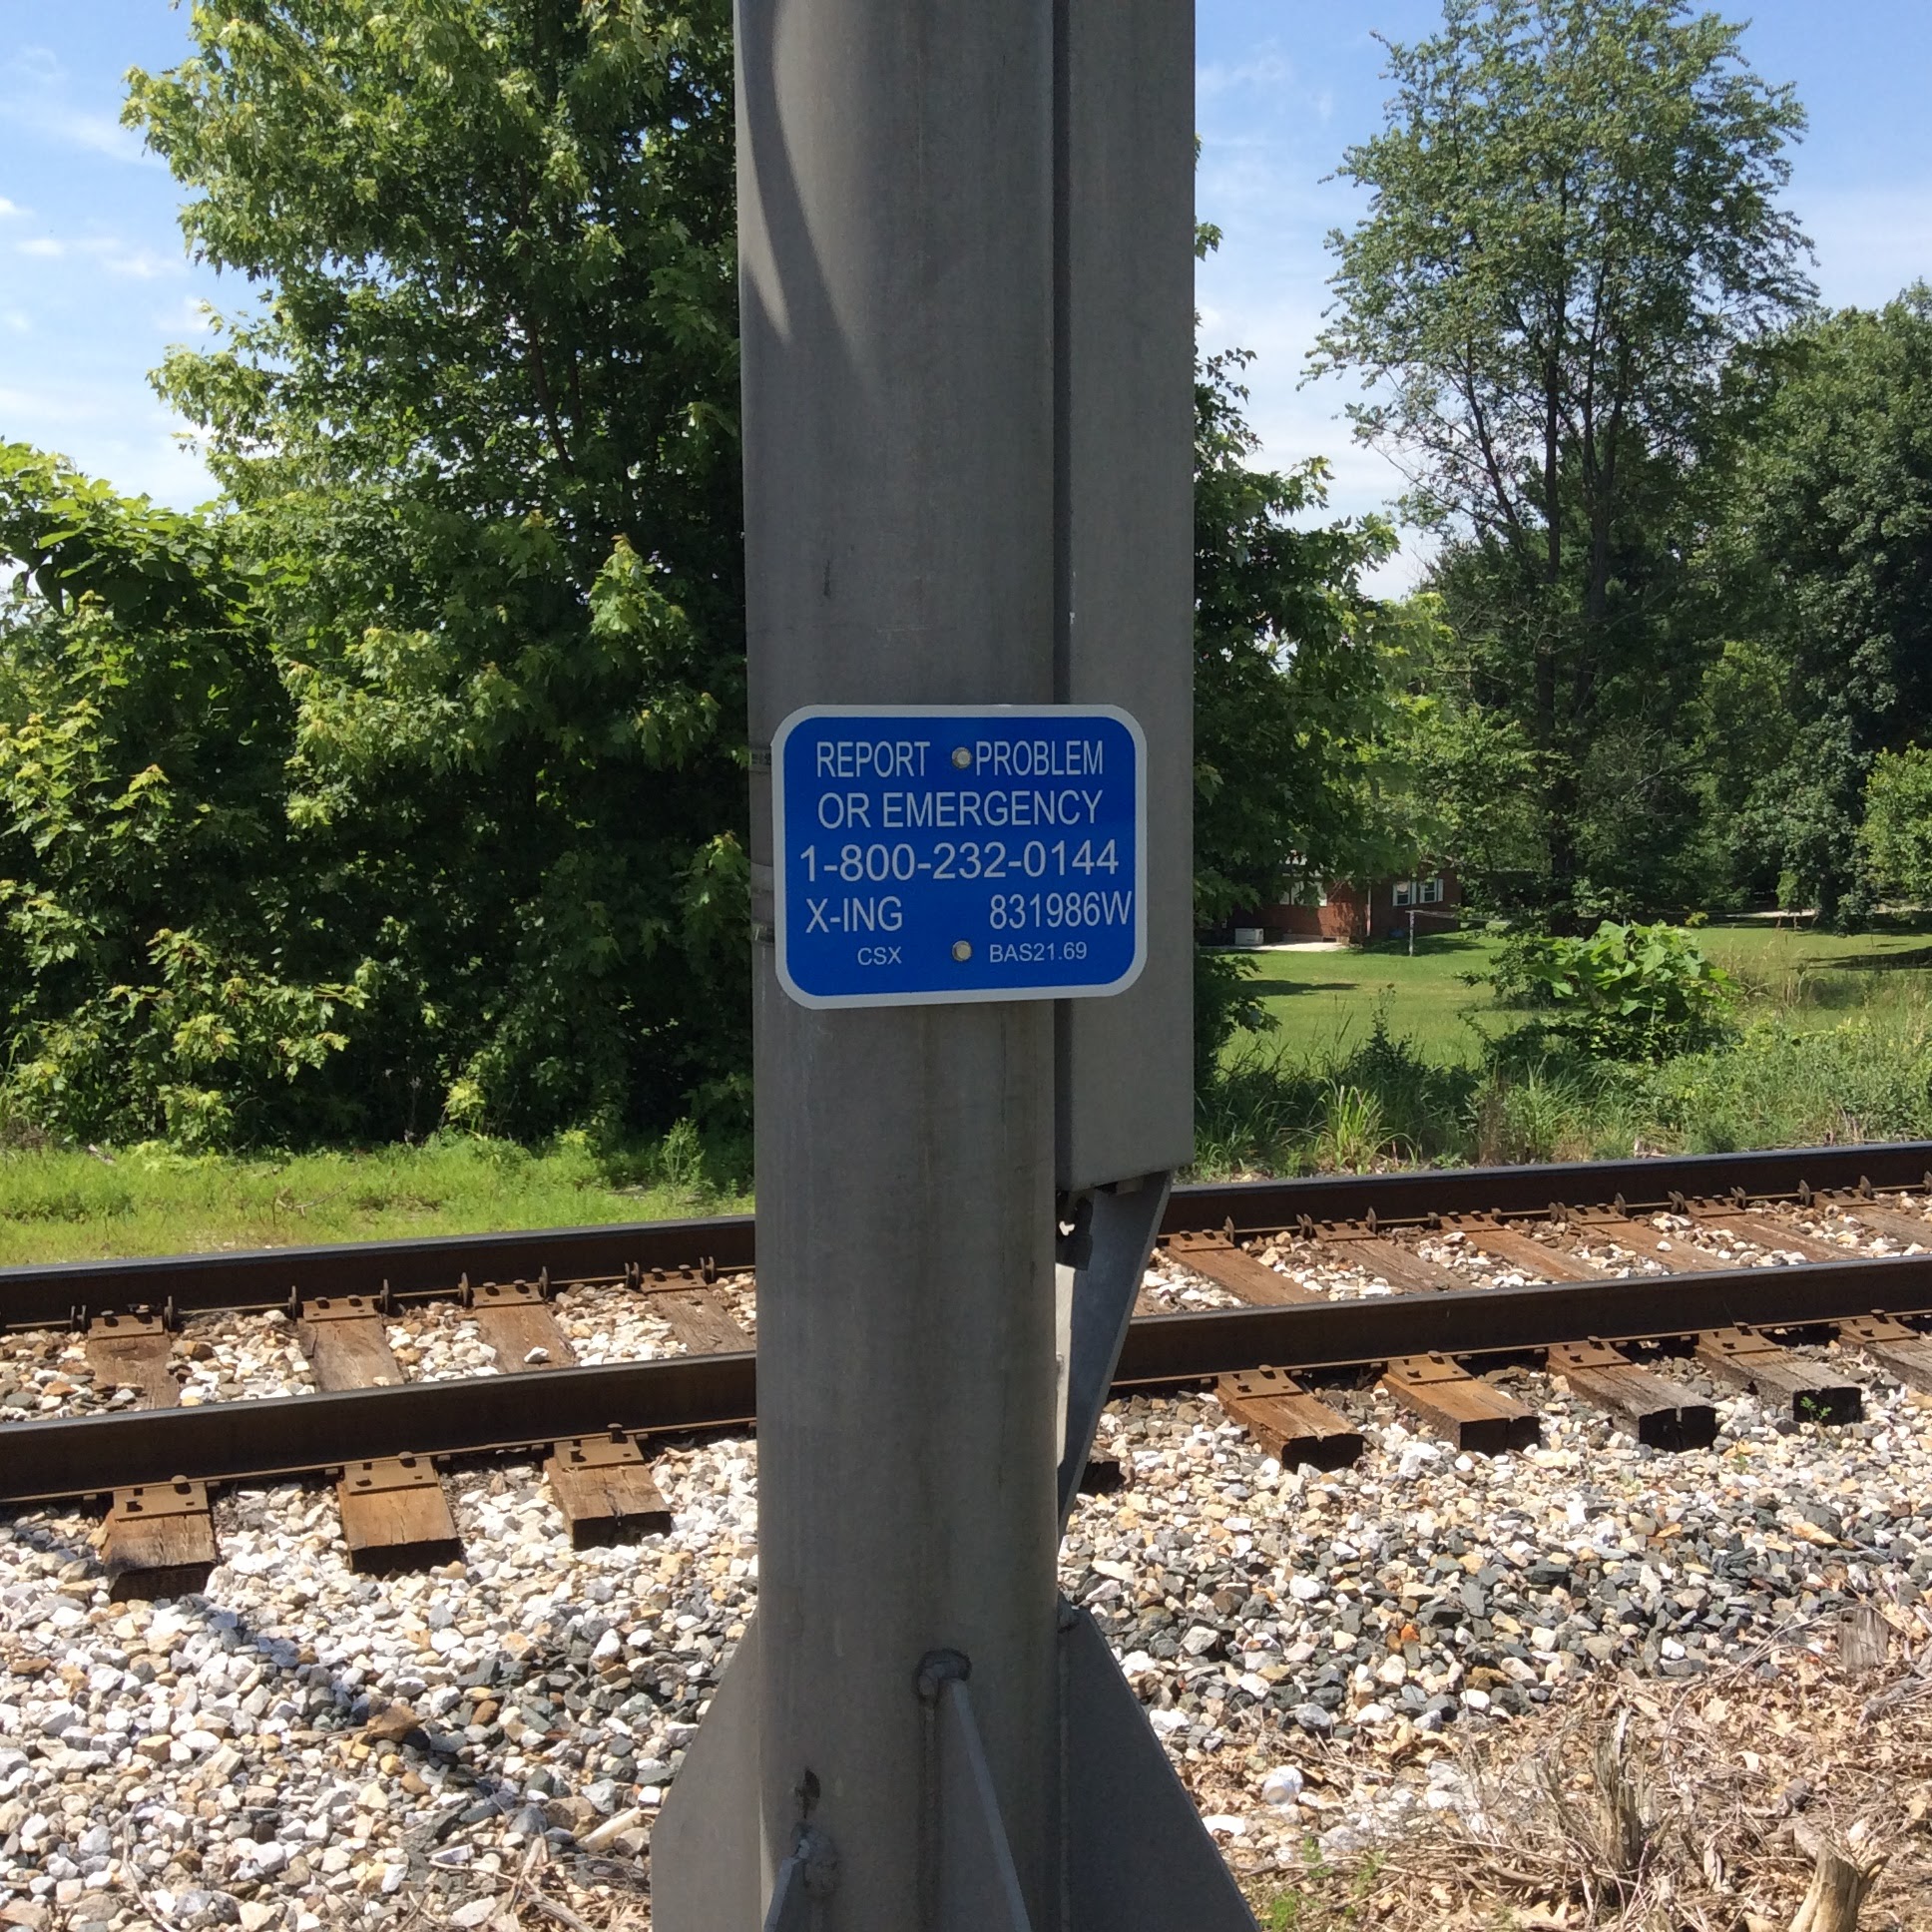 REPORT PROBLEM
OR EMERGENCY
1-800-232-0144
X-ING 831986W
CSX BAS21.69